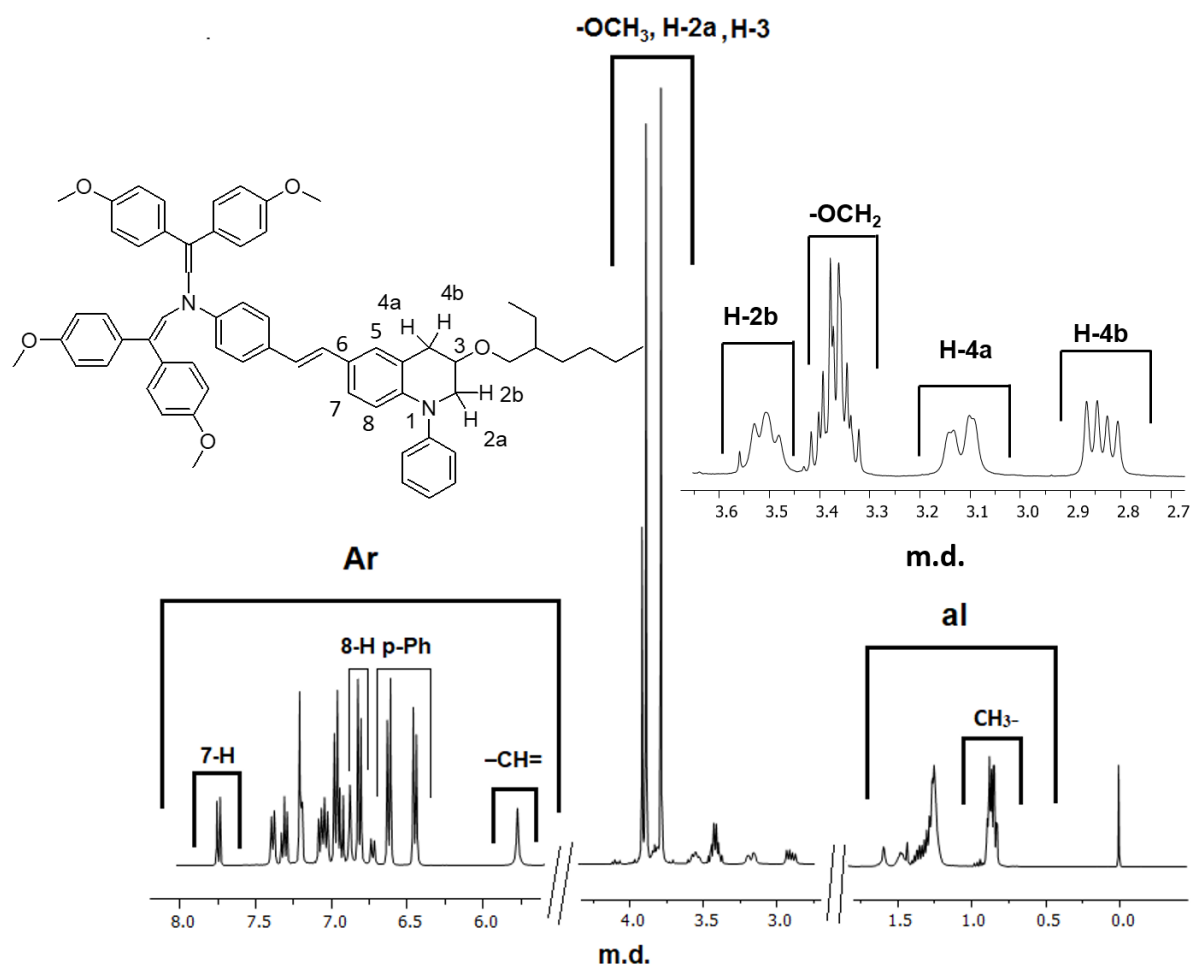 -OCH₃, H-2a ,H-3
O
O
O
O
N
4a
4b
H
H
5
6
3
O
7
8
1
N
H
2b
H
2a
-OCH₂
H-2b
H-4a
H-4b
3.6 3.5 3.4 3.3 3.2 3.1 3.0 2.9 2.8 2.7
m.d.
Ar
al
8-H p-Ph
7-H
–CH=
CH₃-
8.0 7.5 7.0 6.5 6.0 4.0 3.5 3.0 1.5 1.0 0.5 0.0
m.d.